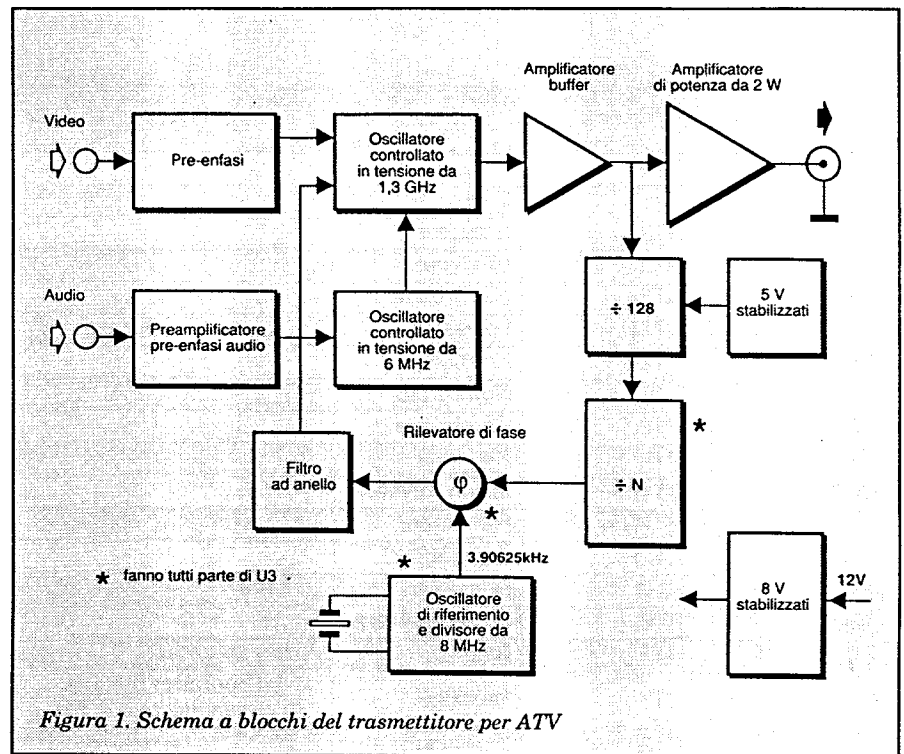 Amplificatore
buffer
Amplificatore
di potenza da 2 W
Video
Pre-enfasi
Oscillatore
controllato
in tensione da
1,3 GHz
Audio
Preamplificatore
pre-enfasi audio
Oscillatore
controllato
in tensione da
6 MHz
÷ 128
5 V
stabilizzati
Rilevatore di fase
*
Filtro
ad anello
φ
*
÷ N
3.90625kHz
* fanno tutti parte di U3
*
Oscillatore
di riferimento
e divisore da
8 MHz
8 V
stabilizzati
12V
Figura 1. Schema a blocchi del trasmettitore per ATV